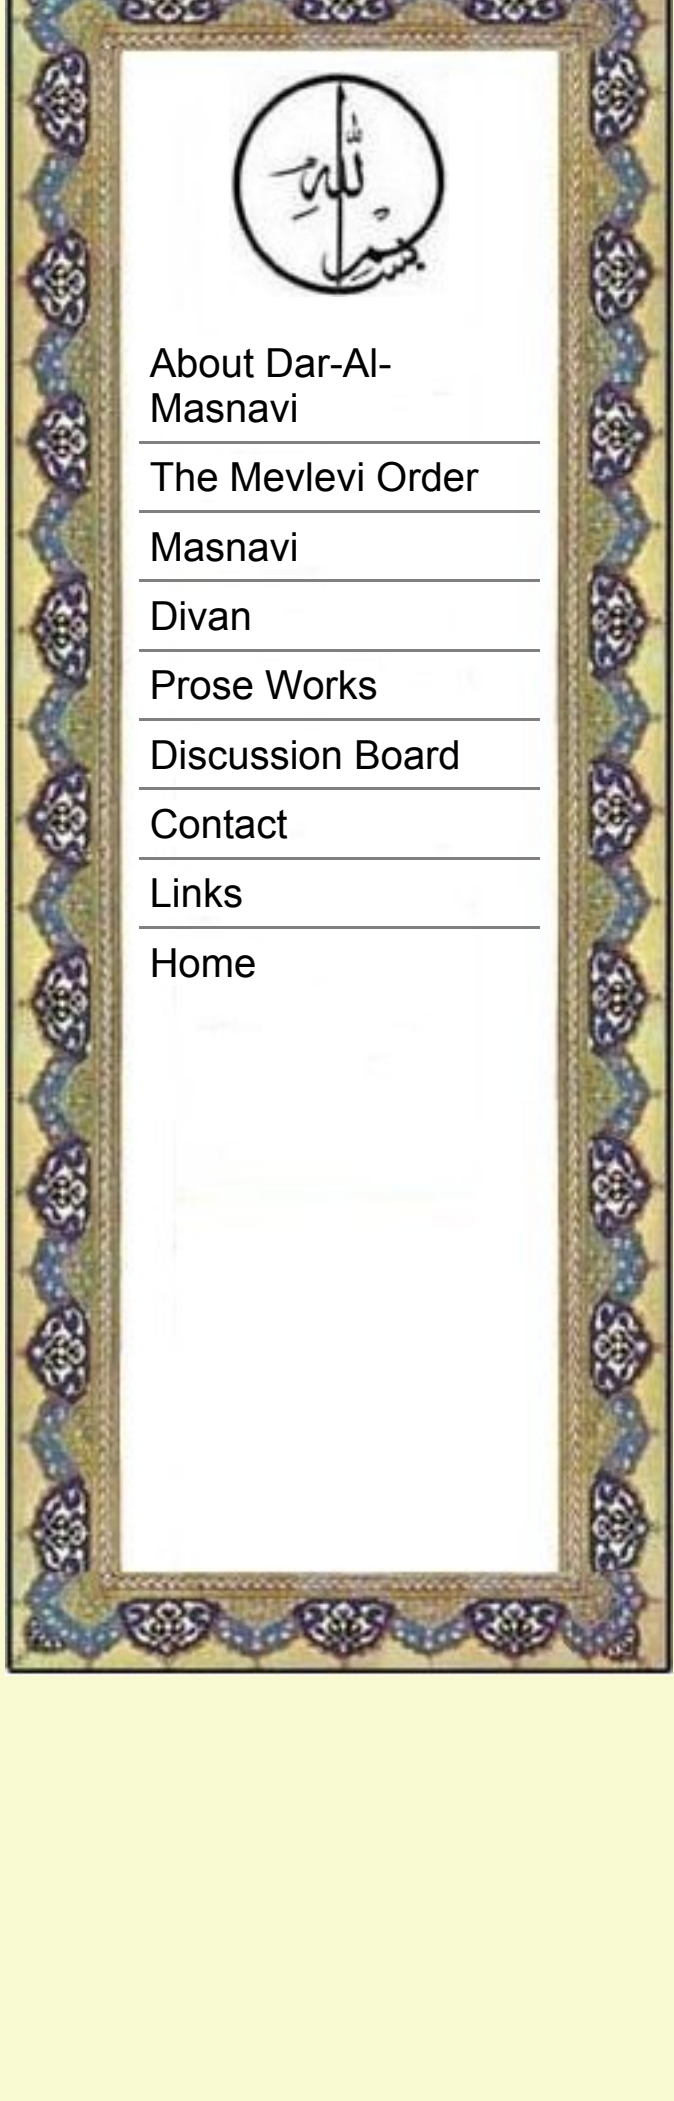 بسم الله
About Dar-Al-
Masnavi
The Mevlevi Order
Masnavi
Divan
Prose Works
Discussion Board
Contact
Links
Home